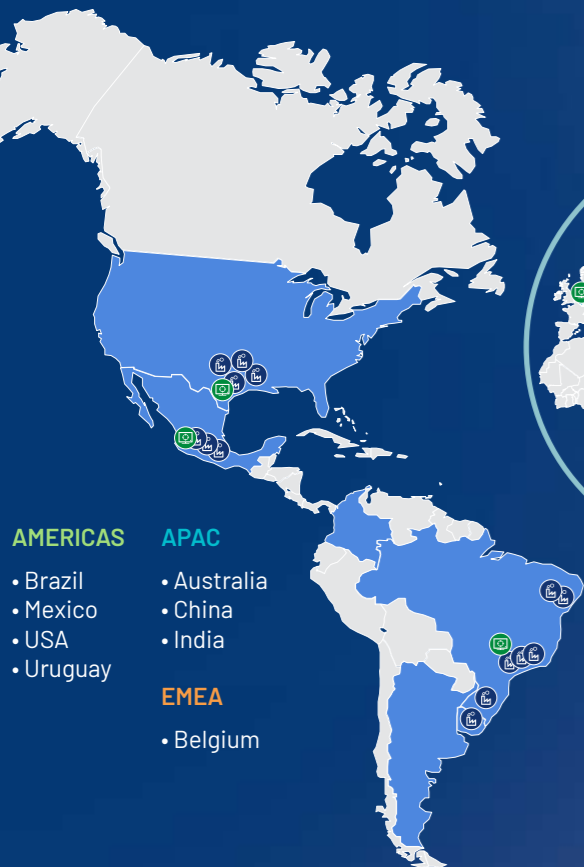 AMERICAS
• Brazil
• Mexico
• USA
• Uruguay
APAC
• Australia
• China
• India
EMEA
• Belgium